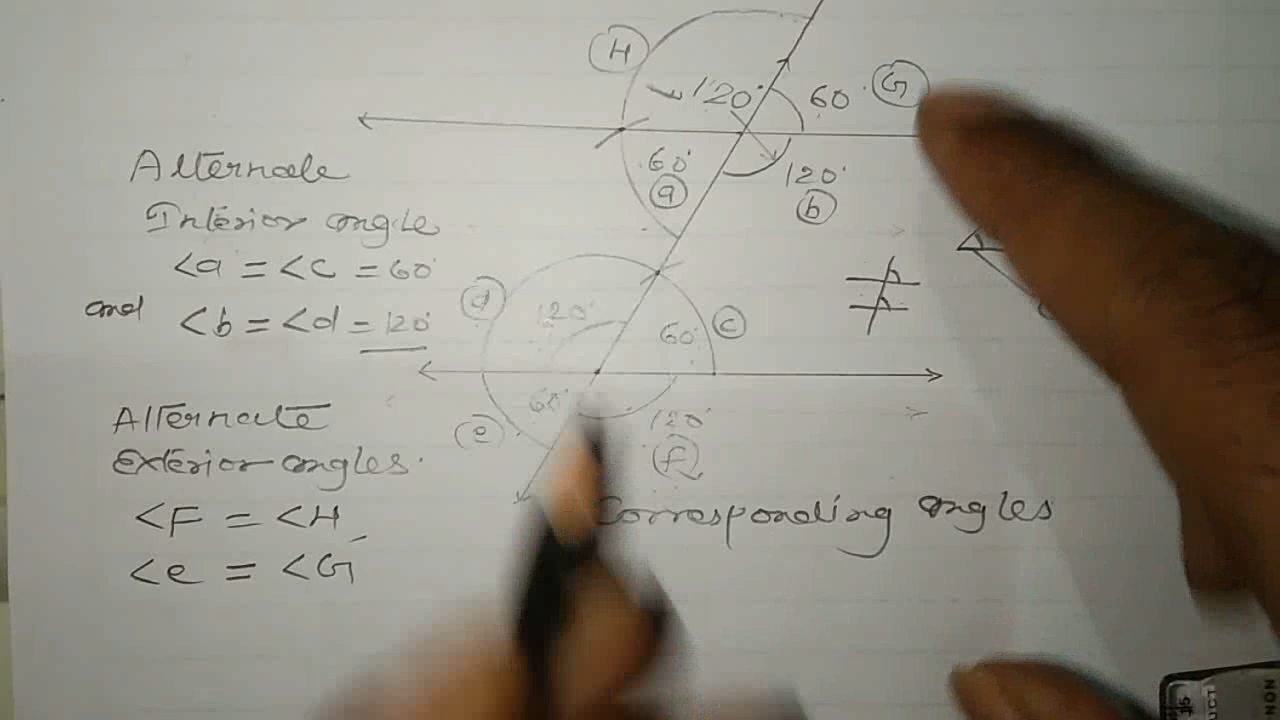 H
120°
60°
G
60°
a
120°
b
Alternate
Interior angle
<a = <c = 60°
and
<b = <d = 120°
d
120°
60°
c
60°
e
120°
f
Alternate
Exterior angles.
<F = <H
<e = <G
Corresponding angles